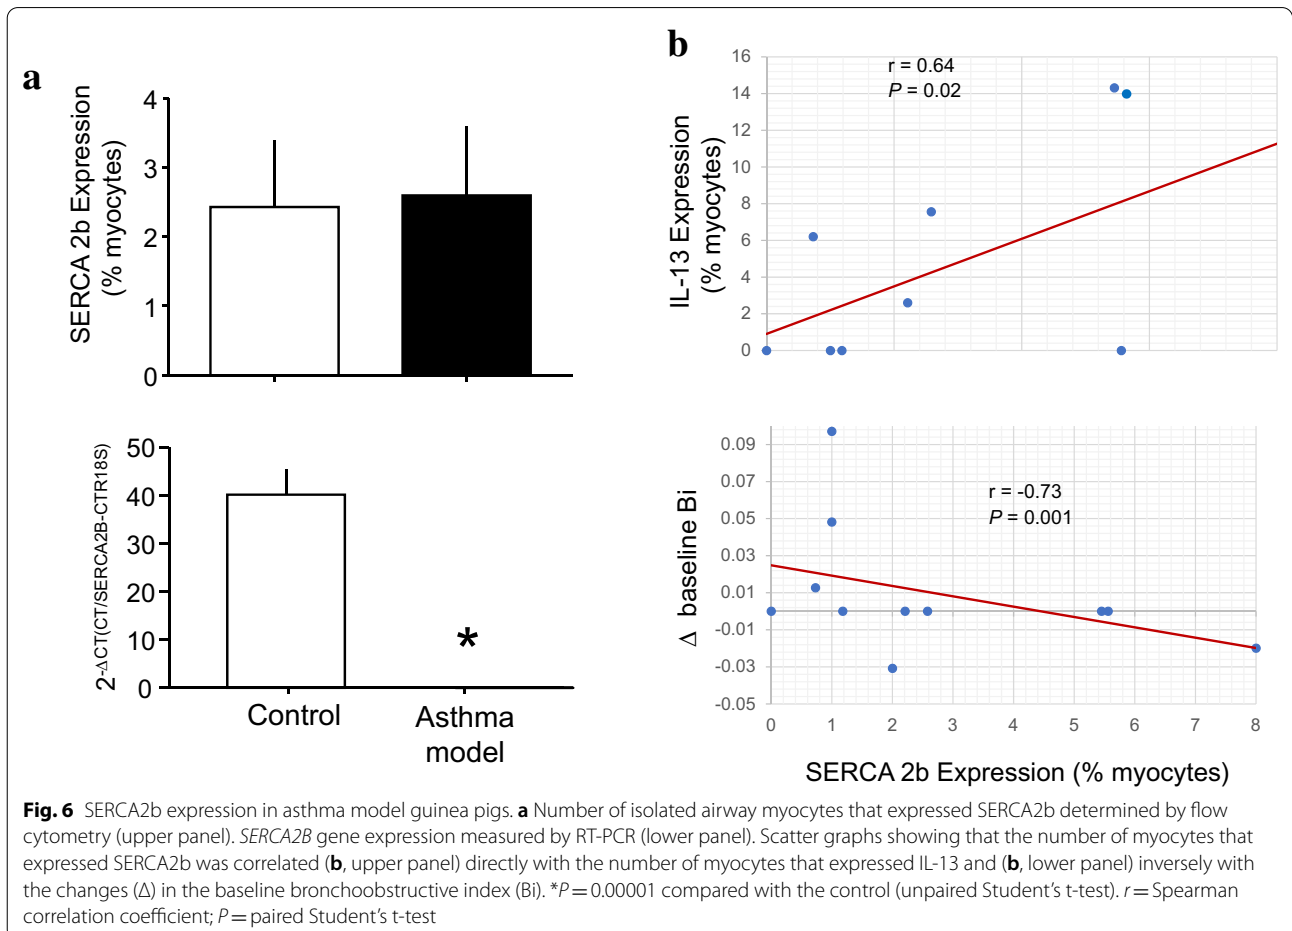 a
SERCA 2b Expression
(% myocytes)
4
3
2
1
0
2-ΔCT(CT/SERCA2B-CTR18S)
50
40
30
20
10
0
*
Control
Asthma
model
b
IL-13 Expression
(% myocytes)
16
14
12
10
8
6
4
2
0
r = 0.64
P = 0.02
Δ baseline Bi
0.09
0.07
0.05
0.03
0.01
-0.01
-0.03
-0.05
r = -0.73
P = 0.001
0 1 2 3 4 5 6 7 8
SERCA 2b Expression (% myocytes)
Fig. 6 SERCA2b expression in asthma model guinea pigs. a Number of isolated airway myocytes that expressed SERCA2b determined by flow
cytometry (upper panel). SERCA2B gene expression measured by RT-PCR (lower panel). Scatter graphs showing that the number of myocytes that
expressed SERCA2b was correlated (b, upper panel) directly with the number of myocytes that expressed IL-13 and (b, lower panel) inversely with
the changes (Δ) in the baseline bronchoobstructive index (Bi). *P = 0.00001 compared with the control (unpaired Student's t-test). r = Spearman
correlation coefficient; P = paired Student's t-test